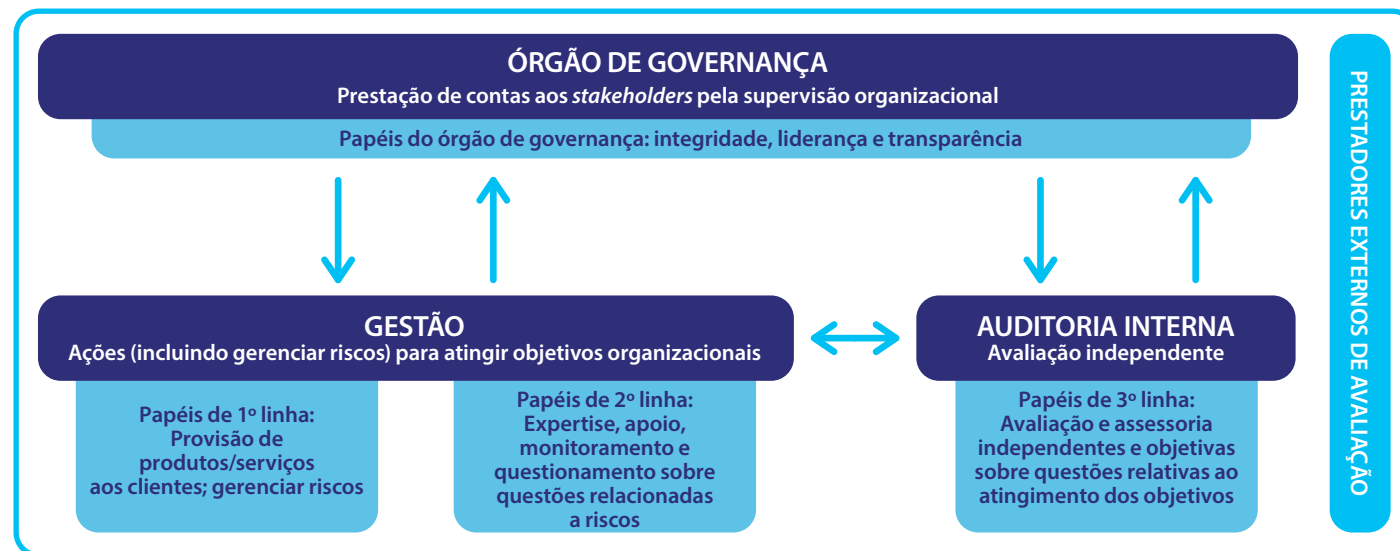 ÓRGÃO DE GOVERNANÇA
Prestação de contas aos stakeholders pela supervisão organizacional
Papéis do órgão de governança: integridade, liderança e transparência
GESTÃO
Ações (incluindo gerenciar riscos) para atingir objetivos organizacionais
Papéis de 1º linha:
Provisão de
produtos/serviços
aos clientes; gerenciar riscos
Papéis de 2º linha:
Expertise, apoio,
monitoramento e
questionamento sobre
questões relacionadas
a riscos
AUDITORIA INTERNA
Avaliação independente
Papéis de 3º linha:
Avaliação e assessoria
independentes e objetivas
sobre questões relativas ao
atingimento dos objetivos
PRESTADORES EXTERNOS DE AVALIAÇÃO